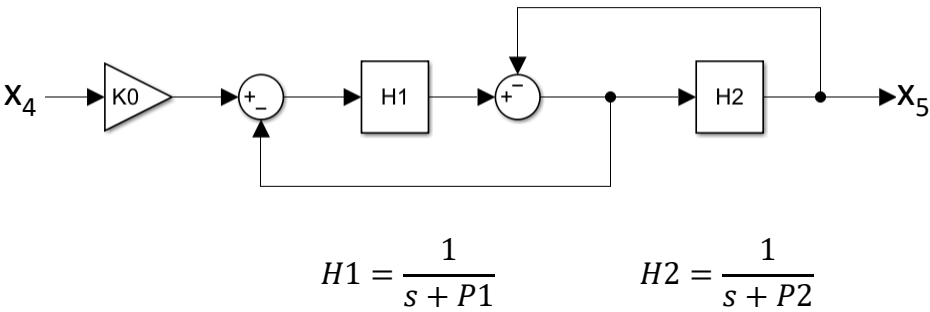 X₄ K0 + − H1 + − H2 X₅
H1 = 1/(s + P1) H2 = 1/(s + P2)